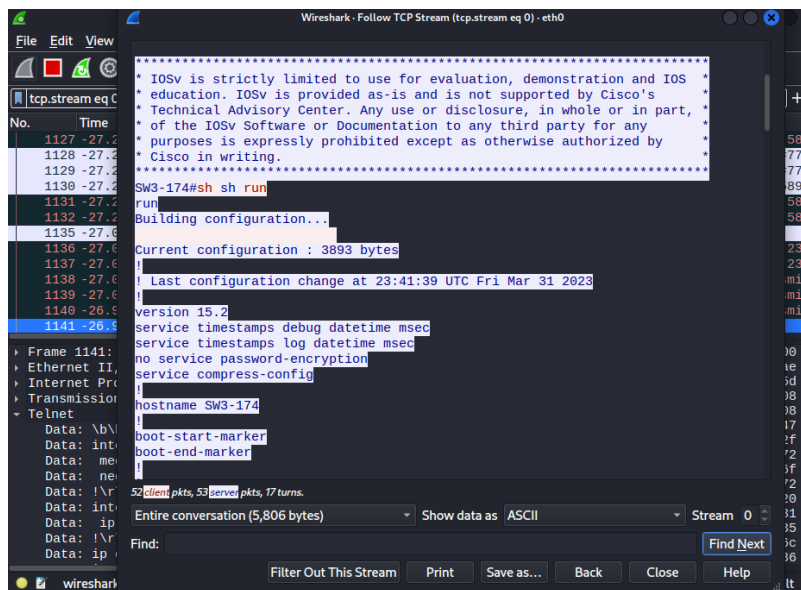 Wireshark · Follow TCP Stream (tcp.stream eq 0) · eth0
File Edit View
tcp.stream eq 0
No. Time
1127 -27.2
1128 -27.2
1129 -27.2
1130 -27.2
1131 -27.2
1132 -27.2
1135 -27.0
1136 -27.0
1137 -27.0
1138 -27.0
1139 -27.0
1140 -26.9
1141 -26.9
Frame 1141:
Ethernet II,
Internet Pro
Transmission
Telnet
Data: \b\
Data: int
Data: me
Data: ne
Data: !\r
Data: int
Data: ip
Data: !\r
Data: ip
wireshark
**************************************************************************
* IOSv is strictly limited to use for evaluation, demonstration and IOS *
* education. IOSv is provided as-is and is not supported by Cisco's *
* Technical Advisory Center. Any use or disclosure, in whole or in part, *
* of the IOSv Software or Documentation to any third party for any *
* purposes is expressly prohibited except as otherwise authorized by *
* Cisco in writing. *
**************************************************************************
SW3-174#sh sh run
run
Building configuration...
Current configuration : 3893 bytes
!
! Last configuration change at 23:41:39 UTC Fri Mar 31 2023
!
version 15.2
service timestamps debug datetime msec
service timestamps log datetime msec
no service password-encryption
service compress-config
!
hostname SW3-174
!
boot-start-marker
boot-end-marker
!
52 client pkts, 53 server pkts, 17 turns.
Entire conversation (5,806 bytes) Show data as ASCII Stream 0
Find: Find Next
Filter Out This Stream Print Save as... Back Close Help